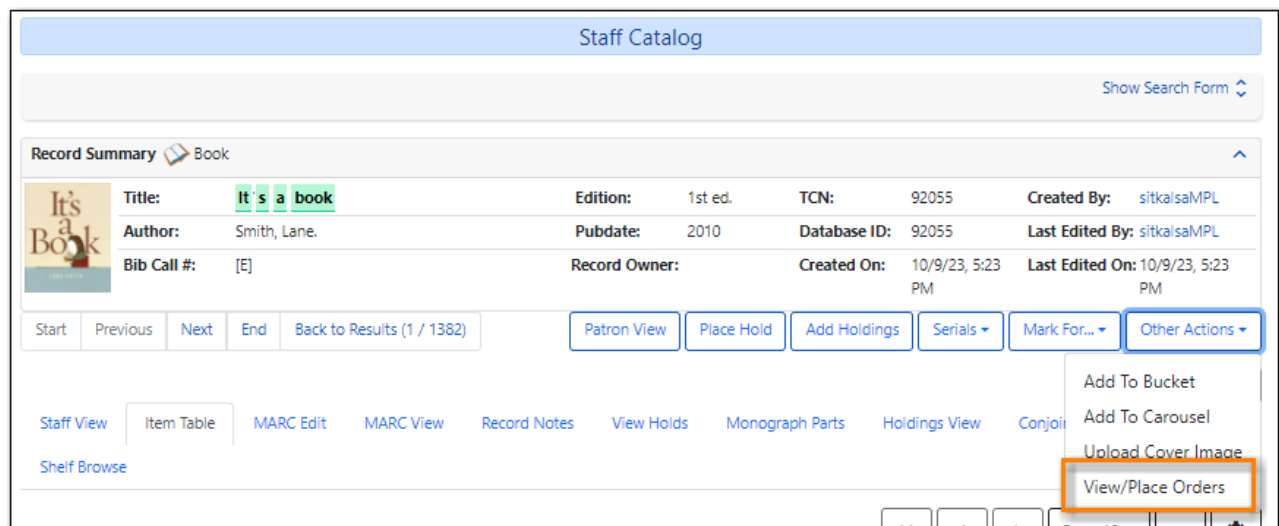 Staff Catalog
Show Search Form
Record Summary Book
It's
a
Book
Title: It's a book Edition: 1st ed. TCN: 92055 Created By: sitkalsaMPL
Author: Smith, Lane. Pubdate: 2010 Database ID: 92055 Last Edited By: sitkalsaMPL
Bib Call #: [E] Record Owner: Created On: 10/9/23, 5:23 PM Last Edited On: 10/9/23, 5:23 PM
Start Previous Next End Back to Results (1 / 1382) Patron View Place Hold Add Holdings Serials Mark For... Other Actions
Add To Bucket
Add To Carousel
Upload Cover Image
View/Place Orders
Staff View Item Table MARC Edit MARC View Record Notes View Holds Monograph Parts Holdings View
Shelf Browse